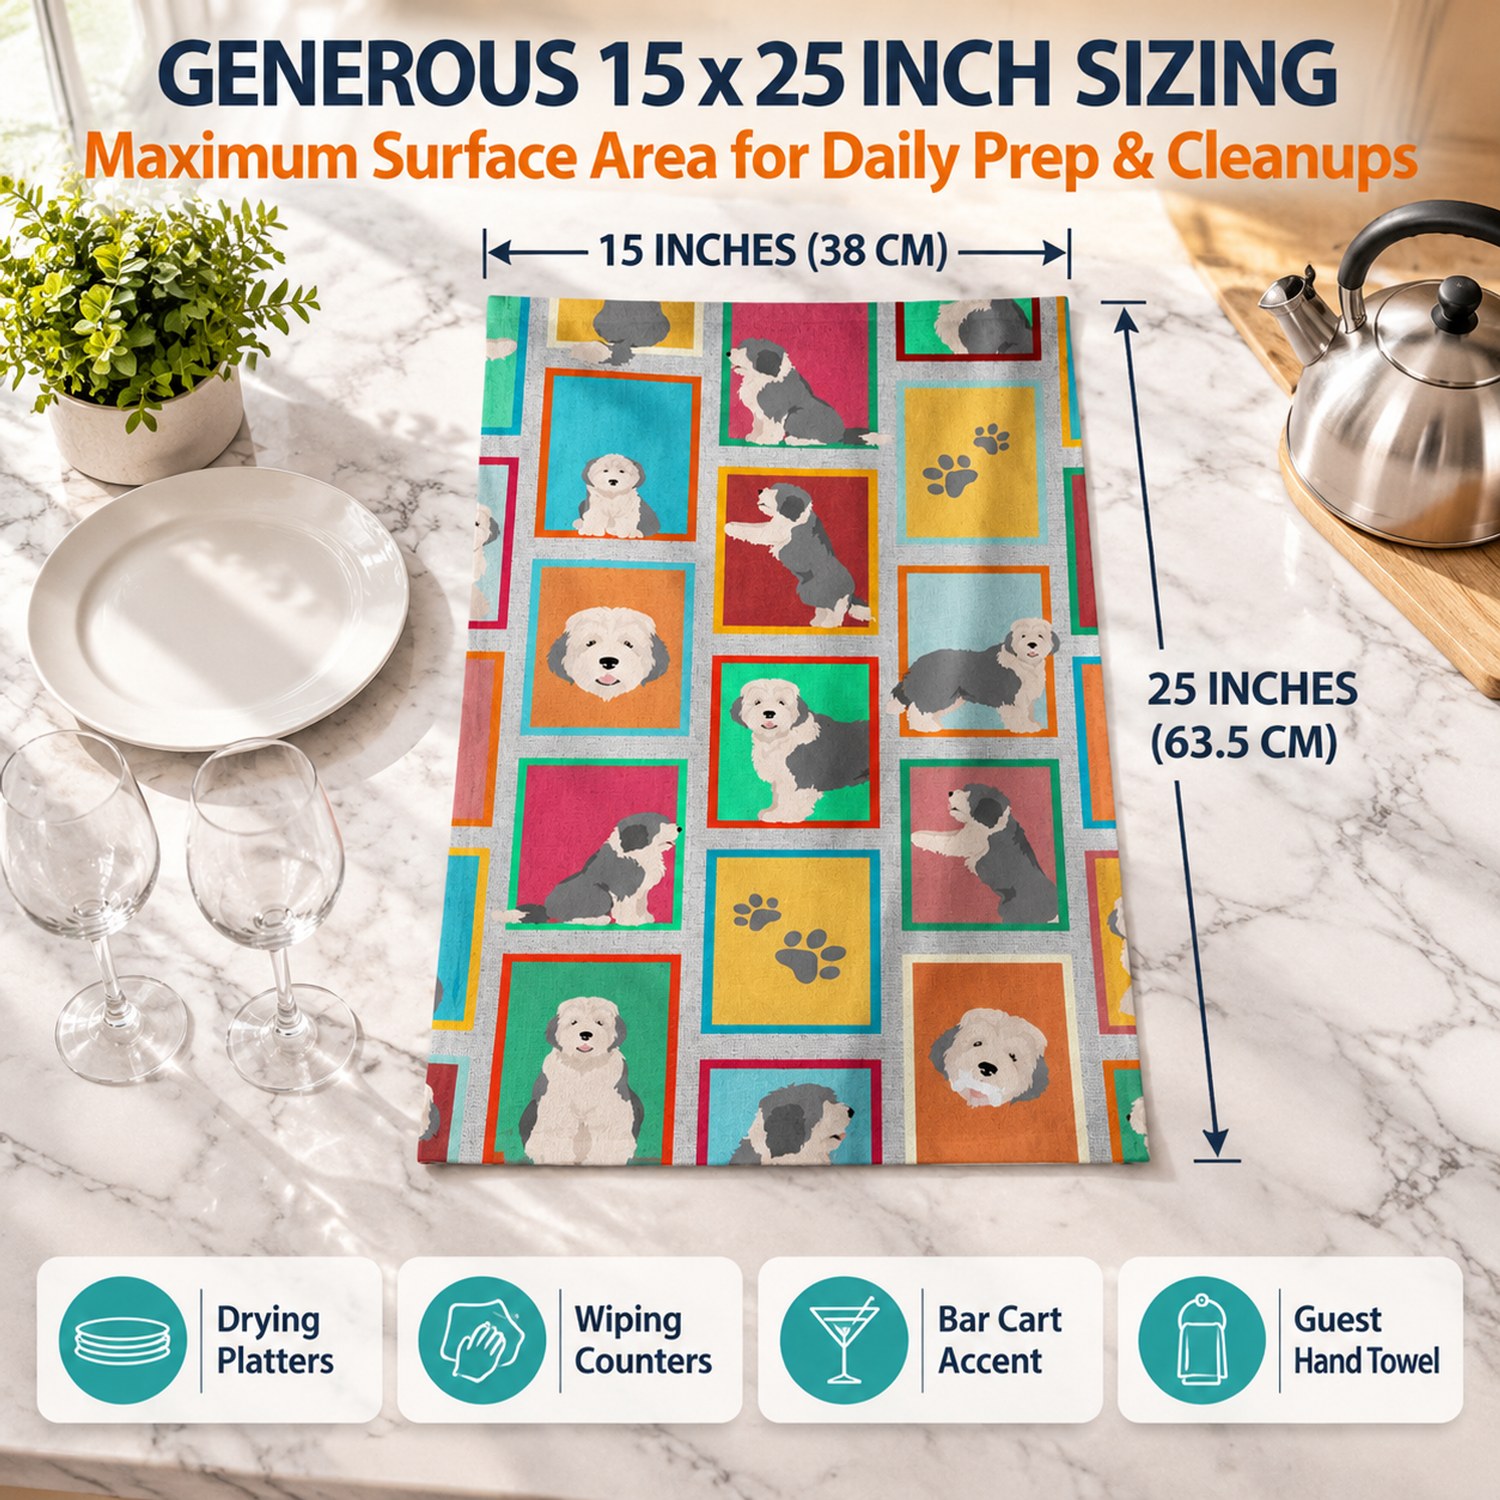 GENEROUS 15 x 25 INCH SIZING
Maximum Surface Area for Daily Prep & Cleanups
15 INCHES (38 CM)
25 INCHES
(63.5 CM)
Drying
Platters
Wiping
Counters
Bar Cart
Accent
Guest
Hand Towel